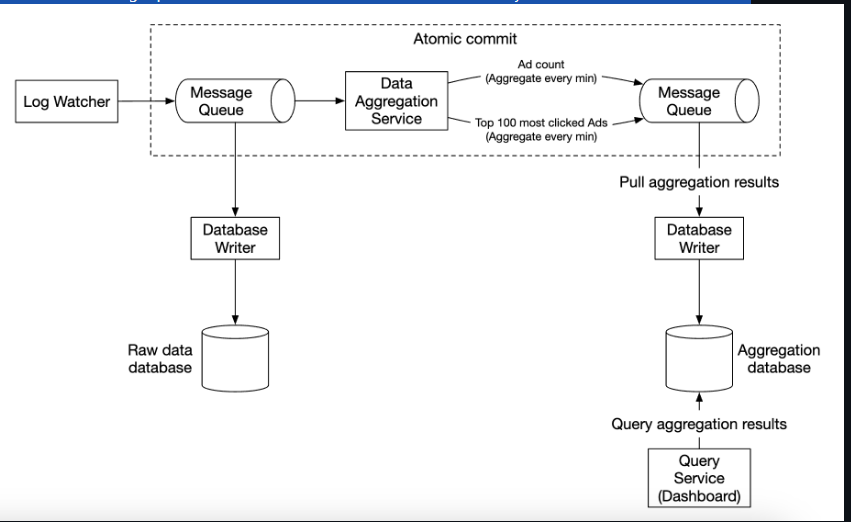 Atomic commit
Log Watcher
Message
Queue
Data
Aggregation
Service
Ad count
(Aggregate every min)
Top 100 most clicked Ads
(Aggregate every min)
Message
Queue
Pull aggregation results
Database
Writer
Database
Writer
Raw data
database
Aggregation
database
Query aggregation results
Query
Service
(Dashboard)